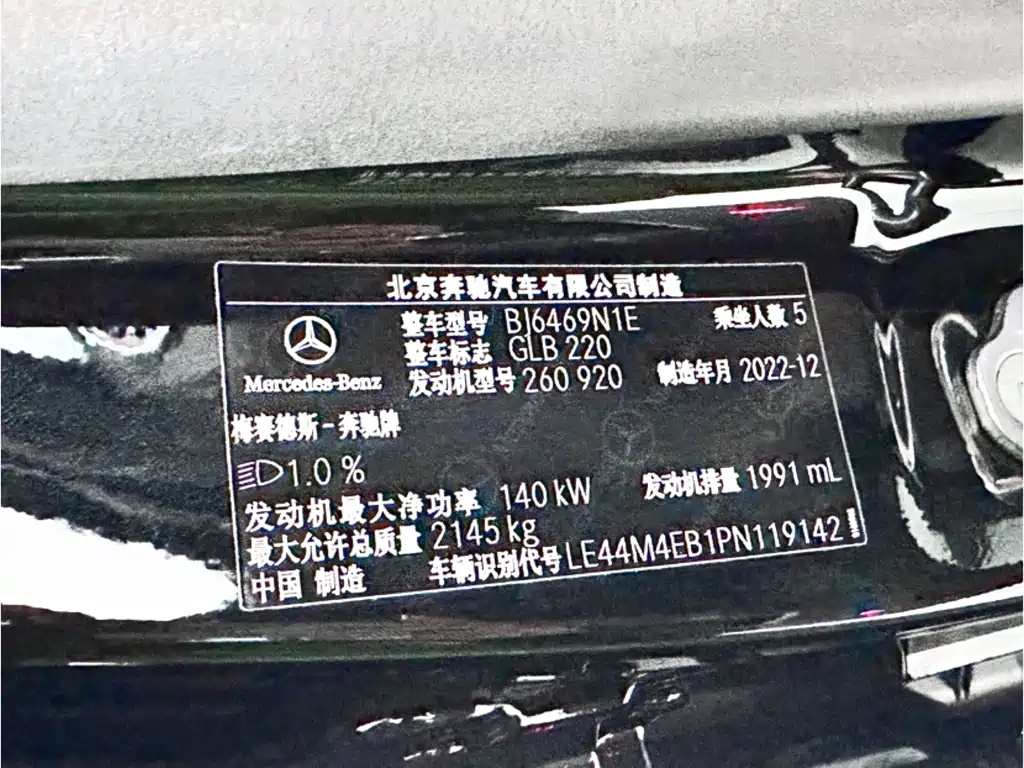 北京奔驰汽车有限公司制造
整车型号 BJ6469N1E 乘坐人数 5
整车标志 GLB 220
发动机型号 260 920 制造年月 2022-12
Mercedes-Benz
梅赛德斯-奔驰牌
1.0 %
发动机最大净功率 140 kW 发动机排量 1991 mL
最大允许总质量 2145 kg
中国 制造 车辆识别代号 LE44M4EB1PN119142